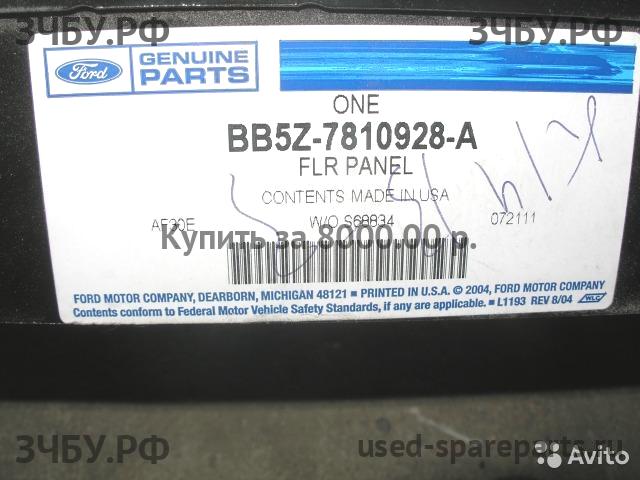 ЗЧБУ.РФ
ЗЧБУ.РФ
Ford
GENUINE
PARTS
ONE
BB5Z-7810928-A
FLR PANEL
CONTENTS MADE IN USA
AF30E W/O S68834 072111
Купить за 8000.00 р.
FORD MOTOR COMPANY, DEARBORN, MICHIGAN 48121 ■ PRINTED IN U.S.A. ■ © 2004, FORD MOTOR COMPANY
Contents conform to Federal Motor Vehicle Safety Standards, if any are applicable. ■ L1193 REV 8/04 WLC
ЗЧБУ.РФ
used-spareparts.ru
Avito